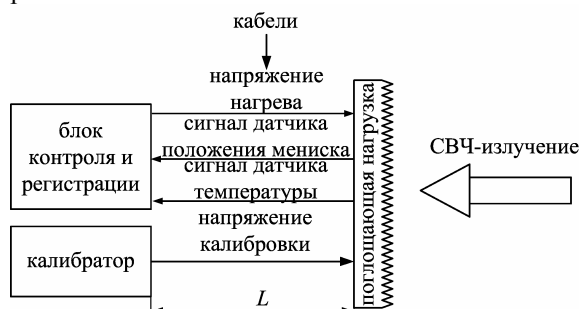 кабели
напряжение
нагрева
сигнал датчика
положения мениска
сигнал датчика
температуры
напряжение
калибровки
блок
контроля и
регистрации
калибратор
L
поглощающая нагрузка
СВЧ-излучение